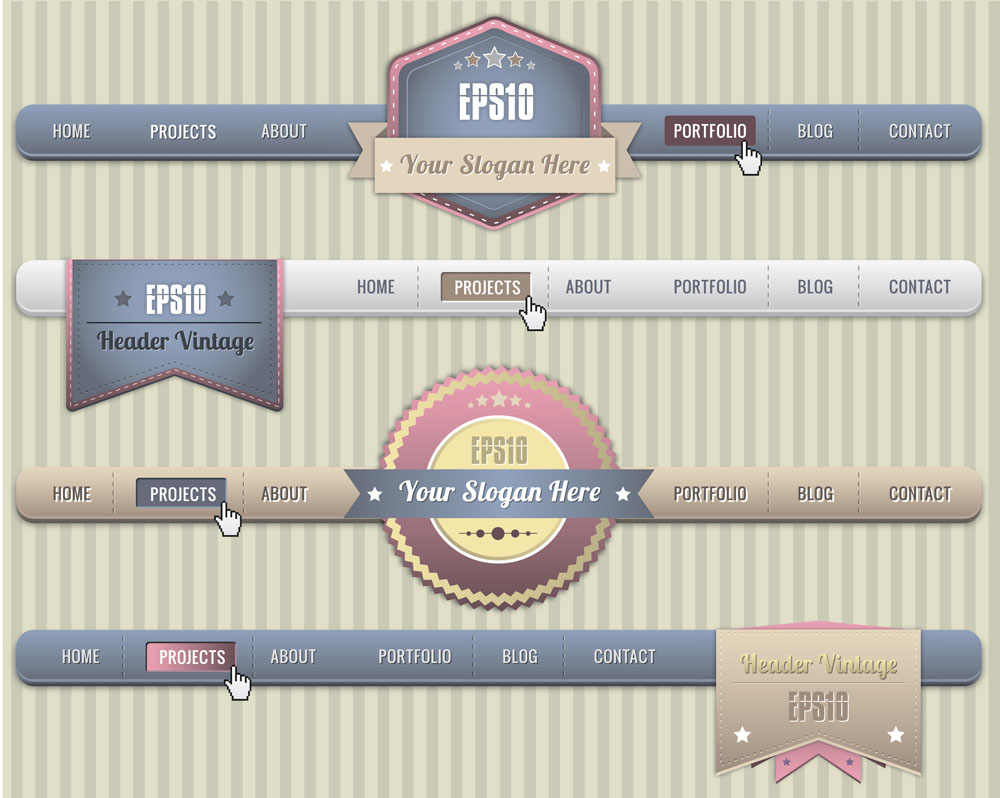 EPS10
HOME PROJECTS ABOUT PORTFOLIO BLOG CONTACT
Your Slogan Here
HOME PROJECTS ABOUT PORTFOLIO BLOG CONTACT
EPS10
Header Vintage
EPS10
HOME PROJECTS ABOUT Your Slogan Here PORTFOLIO BLOG CONTACT
HOME PROJECTS ABOUT PORTFOLIO BLOG CONTACT
Header Vintage
EPS10